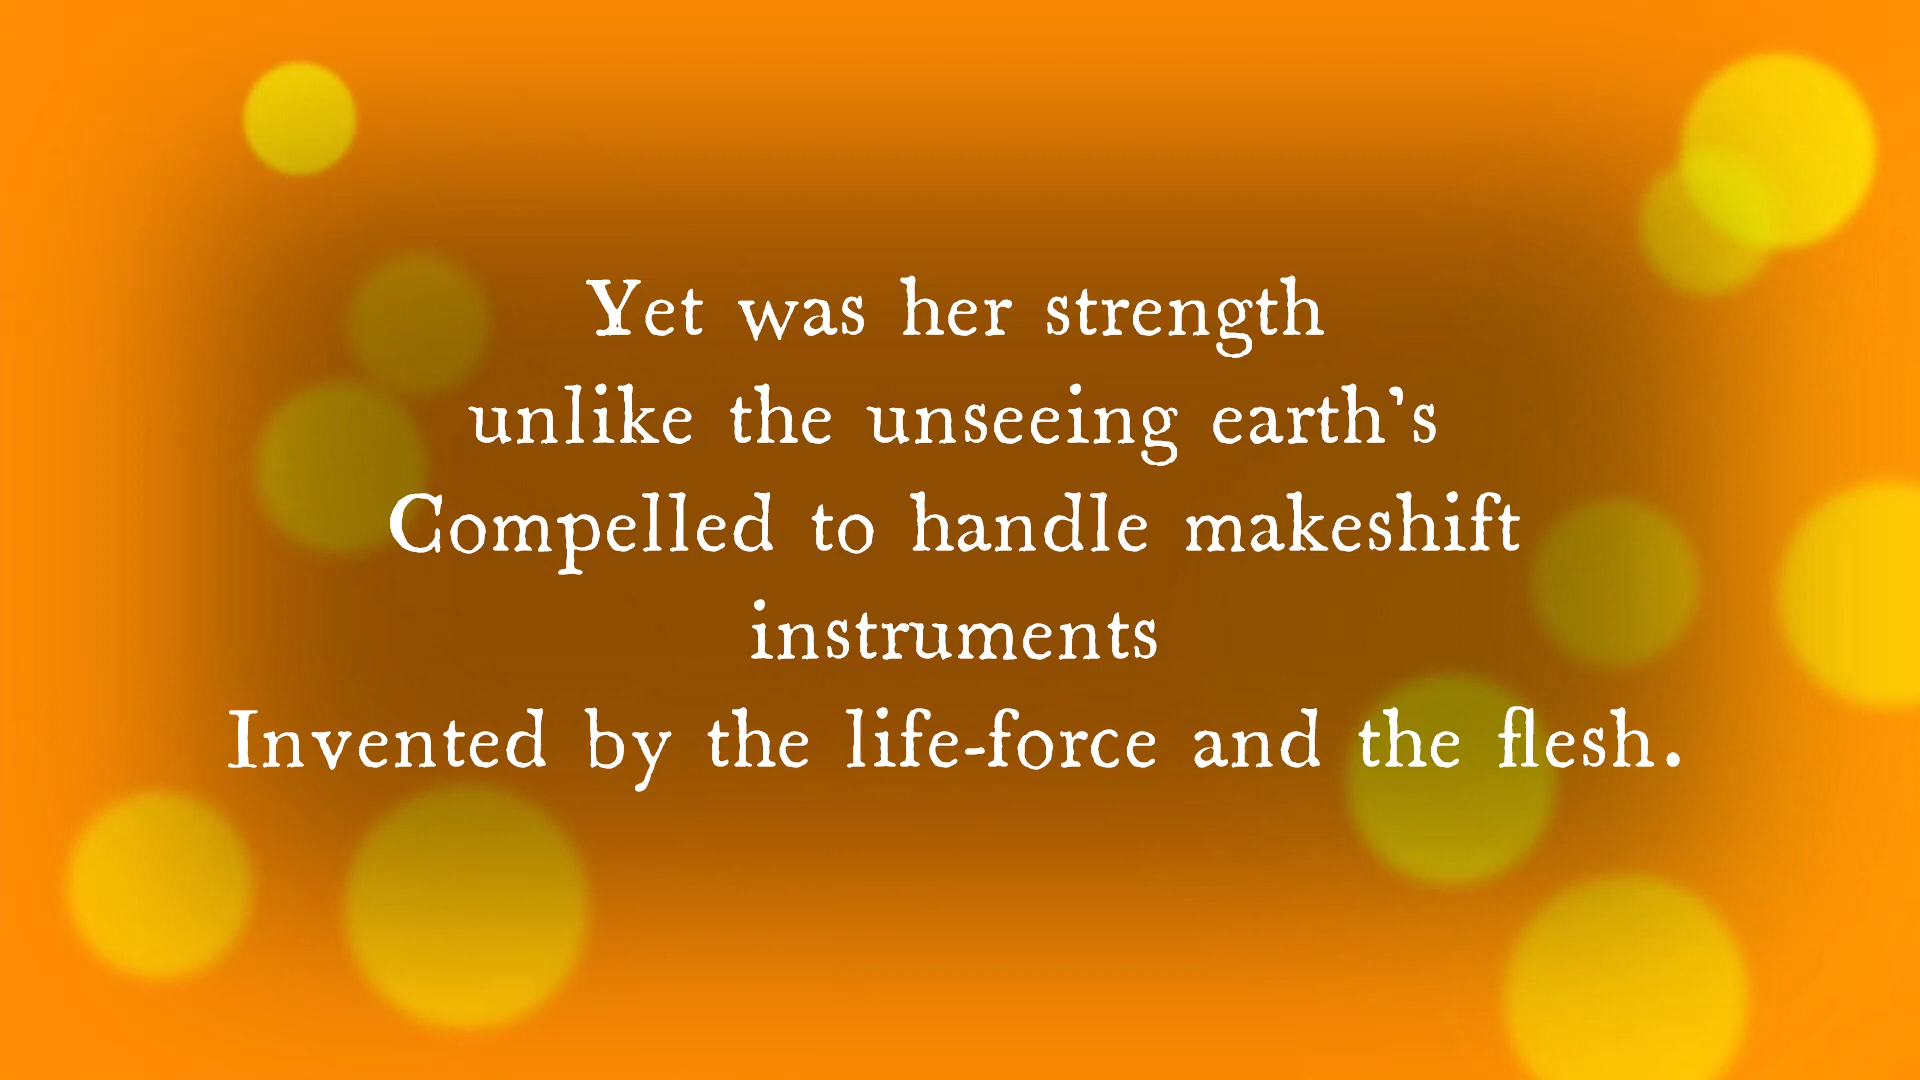 Yet was her strength
unlike the unseeing earth's
Compelled to handle makeshift
instruments
Invented by the life-force and the flesh.